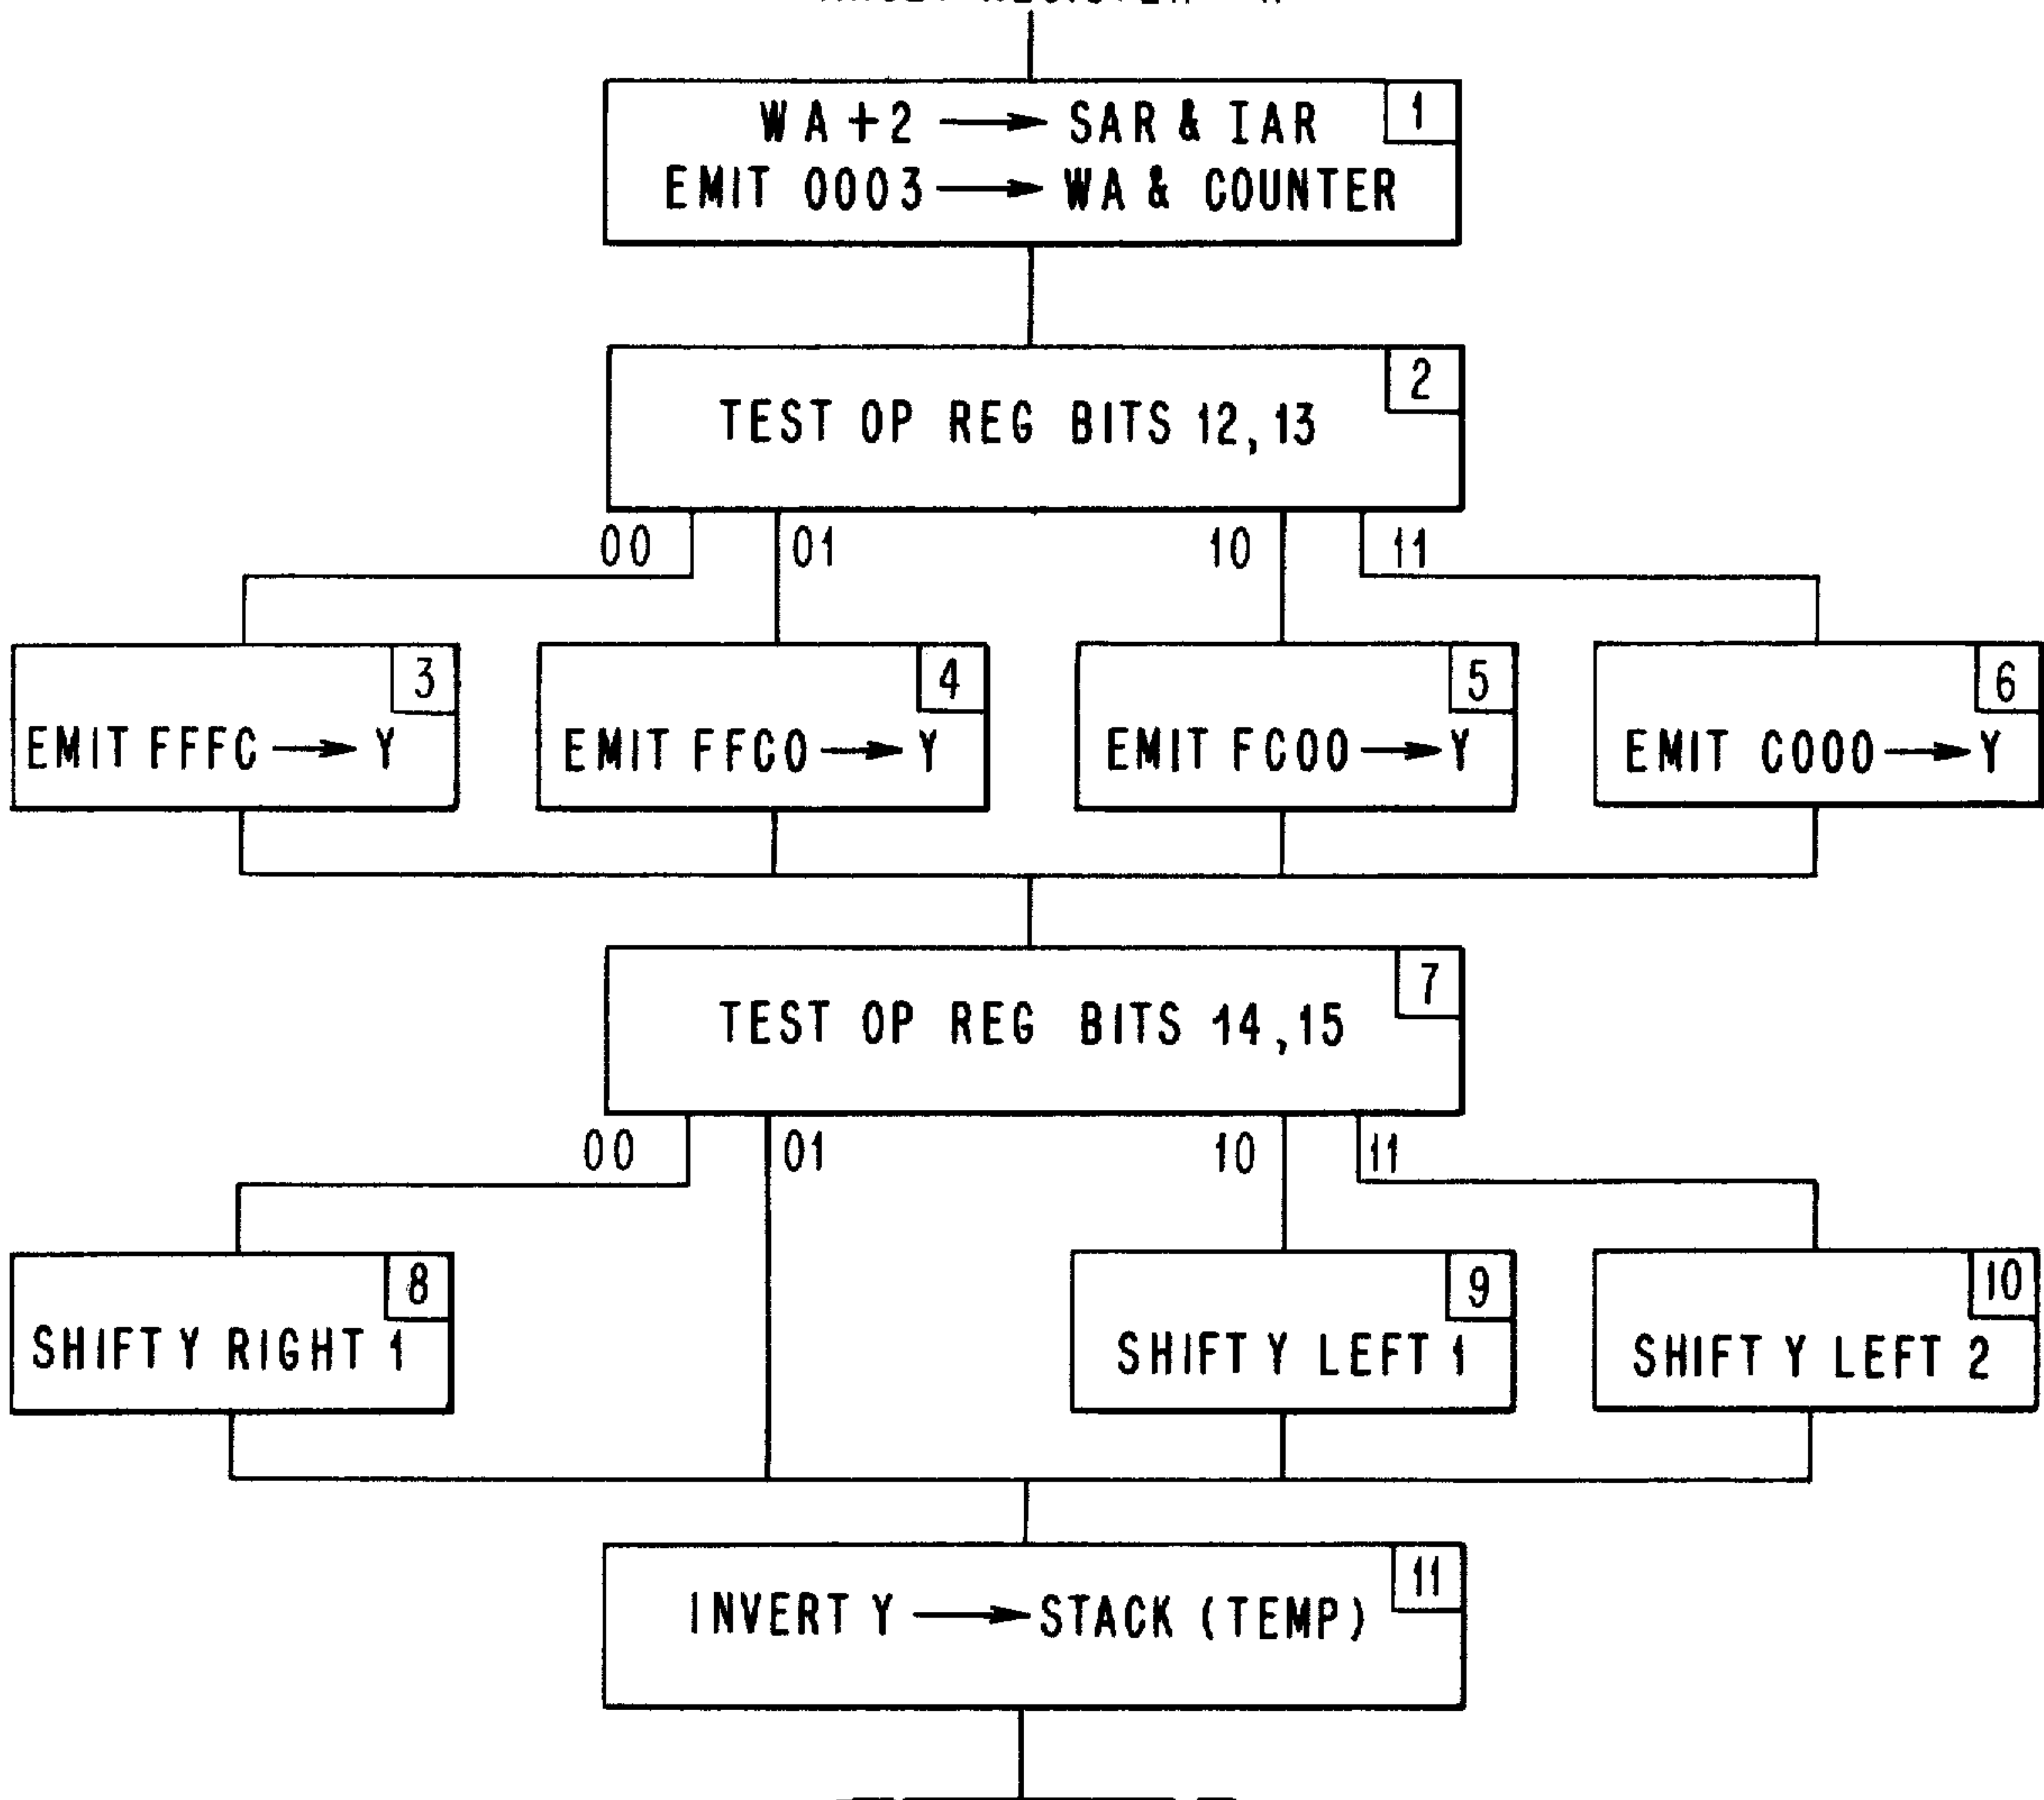 1
WA+2 → SAR & IAR
EMIT 0003 → WA & COUNTER
2
TEST OP REG BITS 12,13
00 01 10 11
3 4 5 6
EMIT FFFC → Y EMIT FFC0 → Y EMIT FC00 → Y EMIT C000 → Y
7
TEST OP REG BITS 14,15
00 01 10 11
8 9 10
SHIFT Y RIGHT 1 SHIFT Y LEFT 1 SHIFT Y LEFT 2
11
INVERT Y → STACK (TEMP)